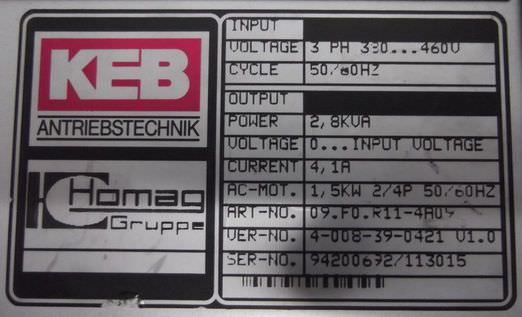 KEB
ANTRIEBSTECHNIK
Homag
Gruppe
INPUT
VOLTAGE 3 PH 380...460V
CYCLE 50/60HZ
OUTPUT
POWER 2,8KVA
VOLTAGE 0...INPUT VOLTAGE
CURRENT 4,1A
AC-MOT. 1,5KW 2/4P 50/60HZ
ART-NO. 09.F0.R11-4A09
VER-NO. 4-008-39-0421 V1.0
SER-NO. 94200692/113015